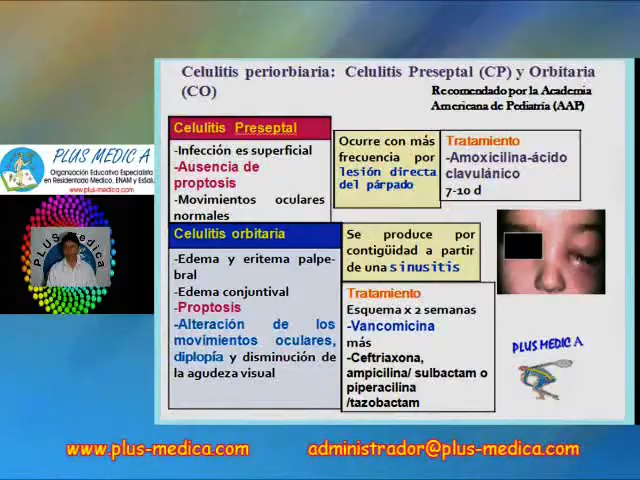 Celulitis periorbiaria: Celulitis Preseptal (CP) y Orbitaria
(CO)
Recomendado por la Academia
Americana de Pediatría (AAP)
Celulitis Preseptal
-Infección es superficial
-Ausencia de
proptosis
-Movimientos oculares
normales
Ocurre con más
frecuencia por
lesión directa
del párpado
Tratamiento
-Amoxicilina-ácido
clavulánico
7-10 d
Celulitis orbitaria
-Edema y eritema palpe-
bral
-Edema conjuntival
-Proptosis
-Alteración de los
movimientos oculares,
diplopía y disminución de
la agudeza visual
Se produce por
contigüidad a partir
de una sinusitis
Tratamiento
Esquema x 2 semanas
-Vancomicina
más
-Ceftriaxona,
ampicilina/ sulbactam o
piperacilina
/tazobactam
PLUS MEDIC A
PLUS MEDIC A
Organización Educativa Especialista
en Residentado Médico, ENAM y EsSalud
www.plus-medica.com
PLUS Medica
www.plus-medica.com
administrador@plus-medica.com